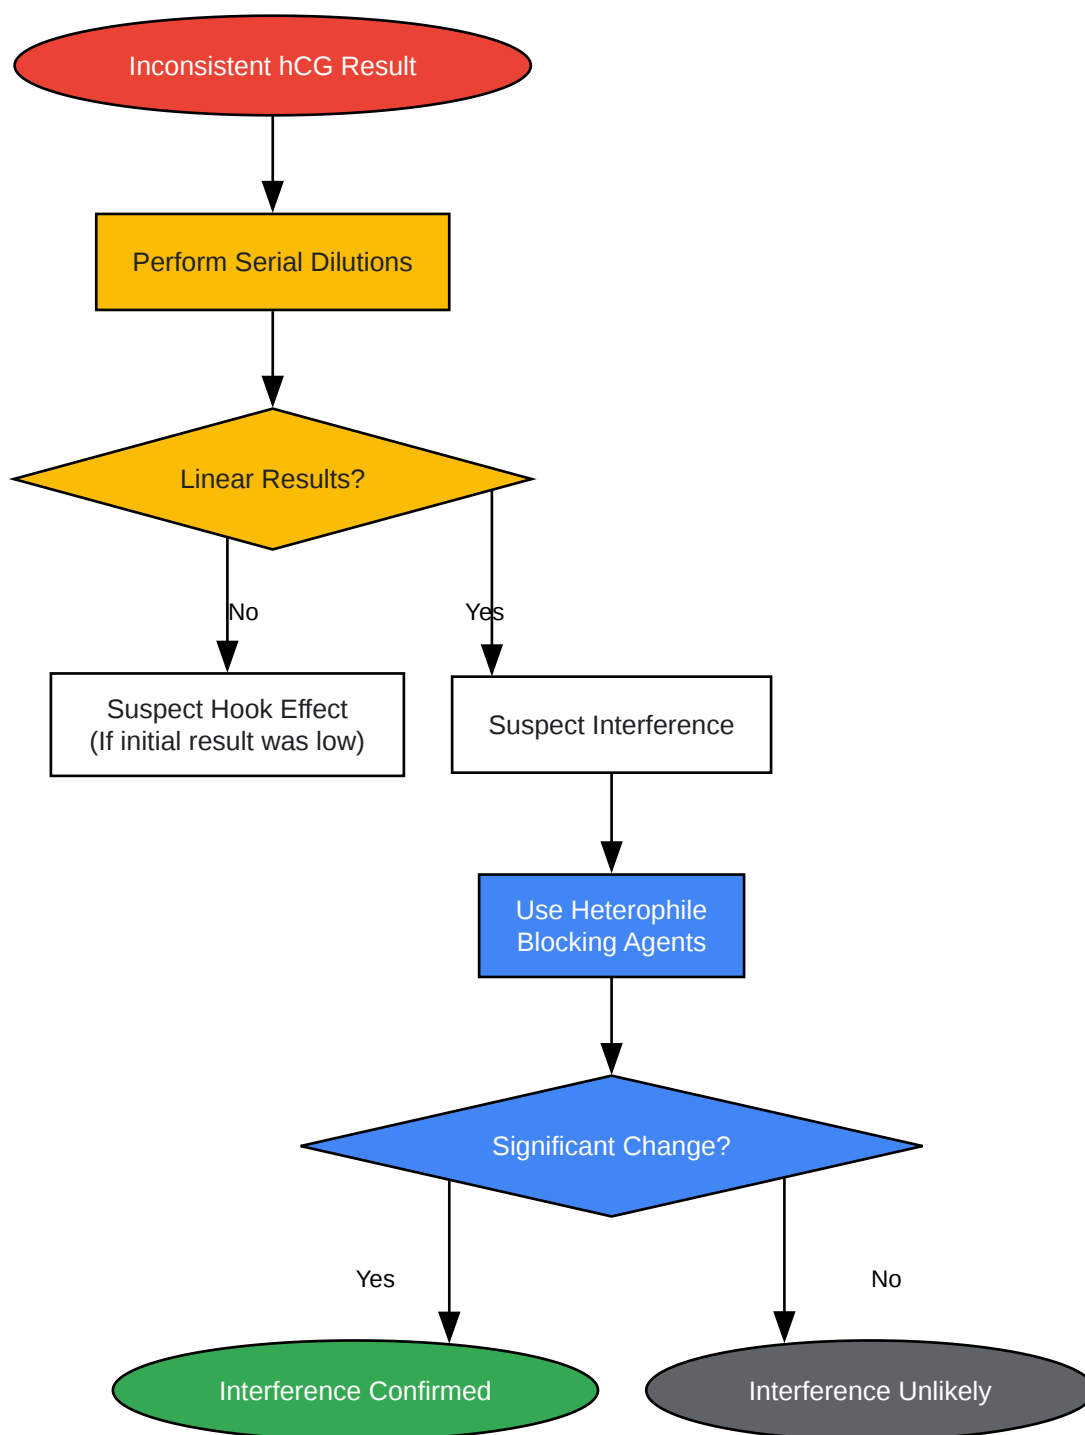 Inconsistent hCG Result
Perform Serial Dilutions
Linear Results?
No
Yes
Suspect Hook Effect
(If initial result was low)
Suspect Interference
Use Heterophile
Blocking Agents
Significant Change?
Yes
No
Interference Confirmed
Interference Unlikely